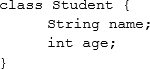 class Student {
    String name;
    int age;
}